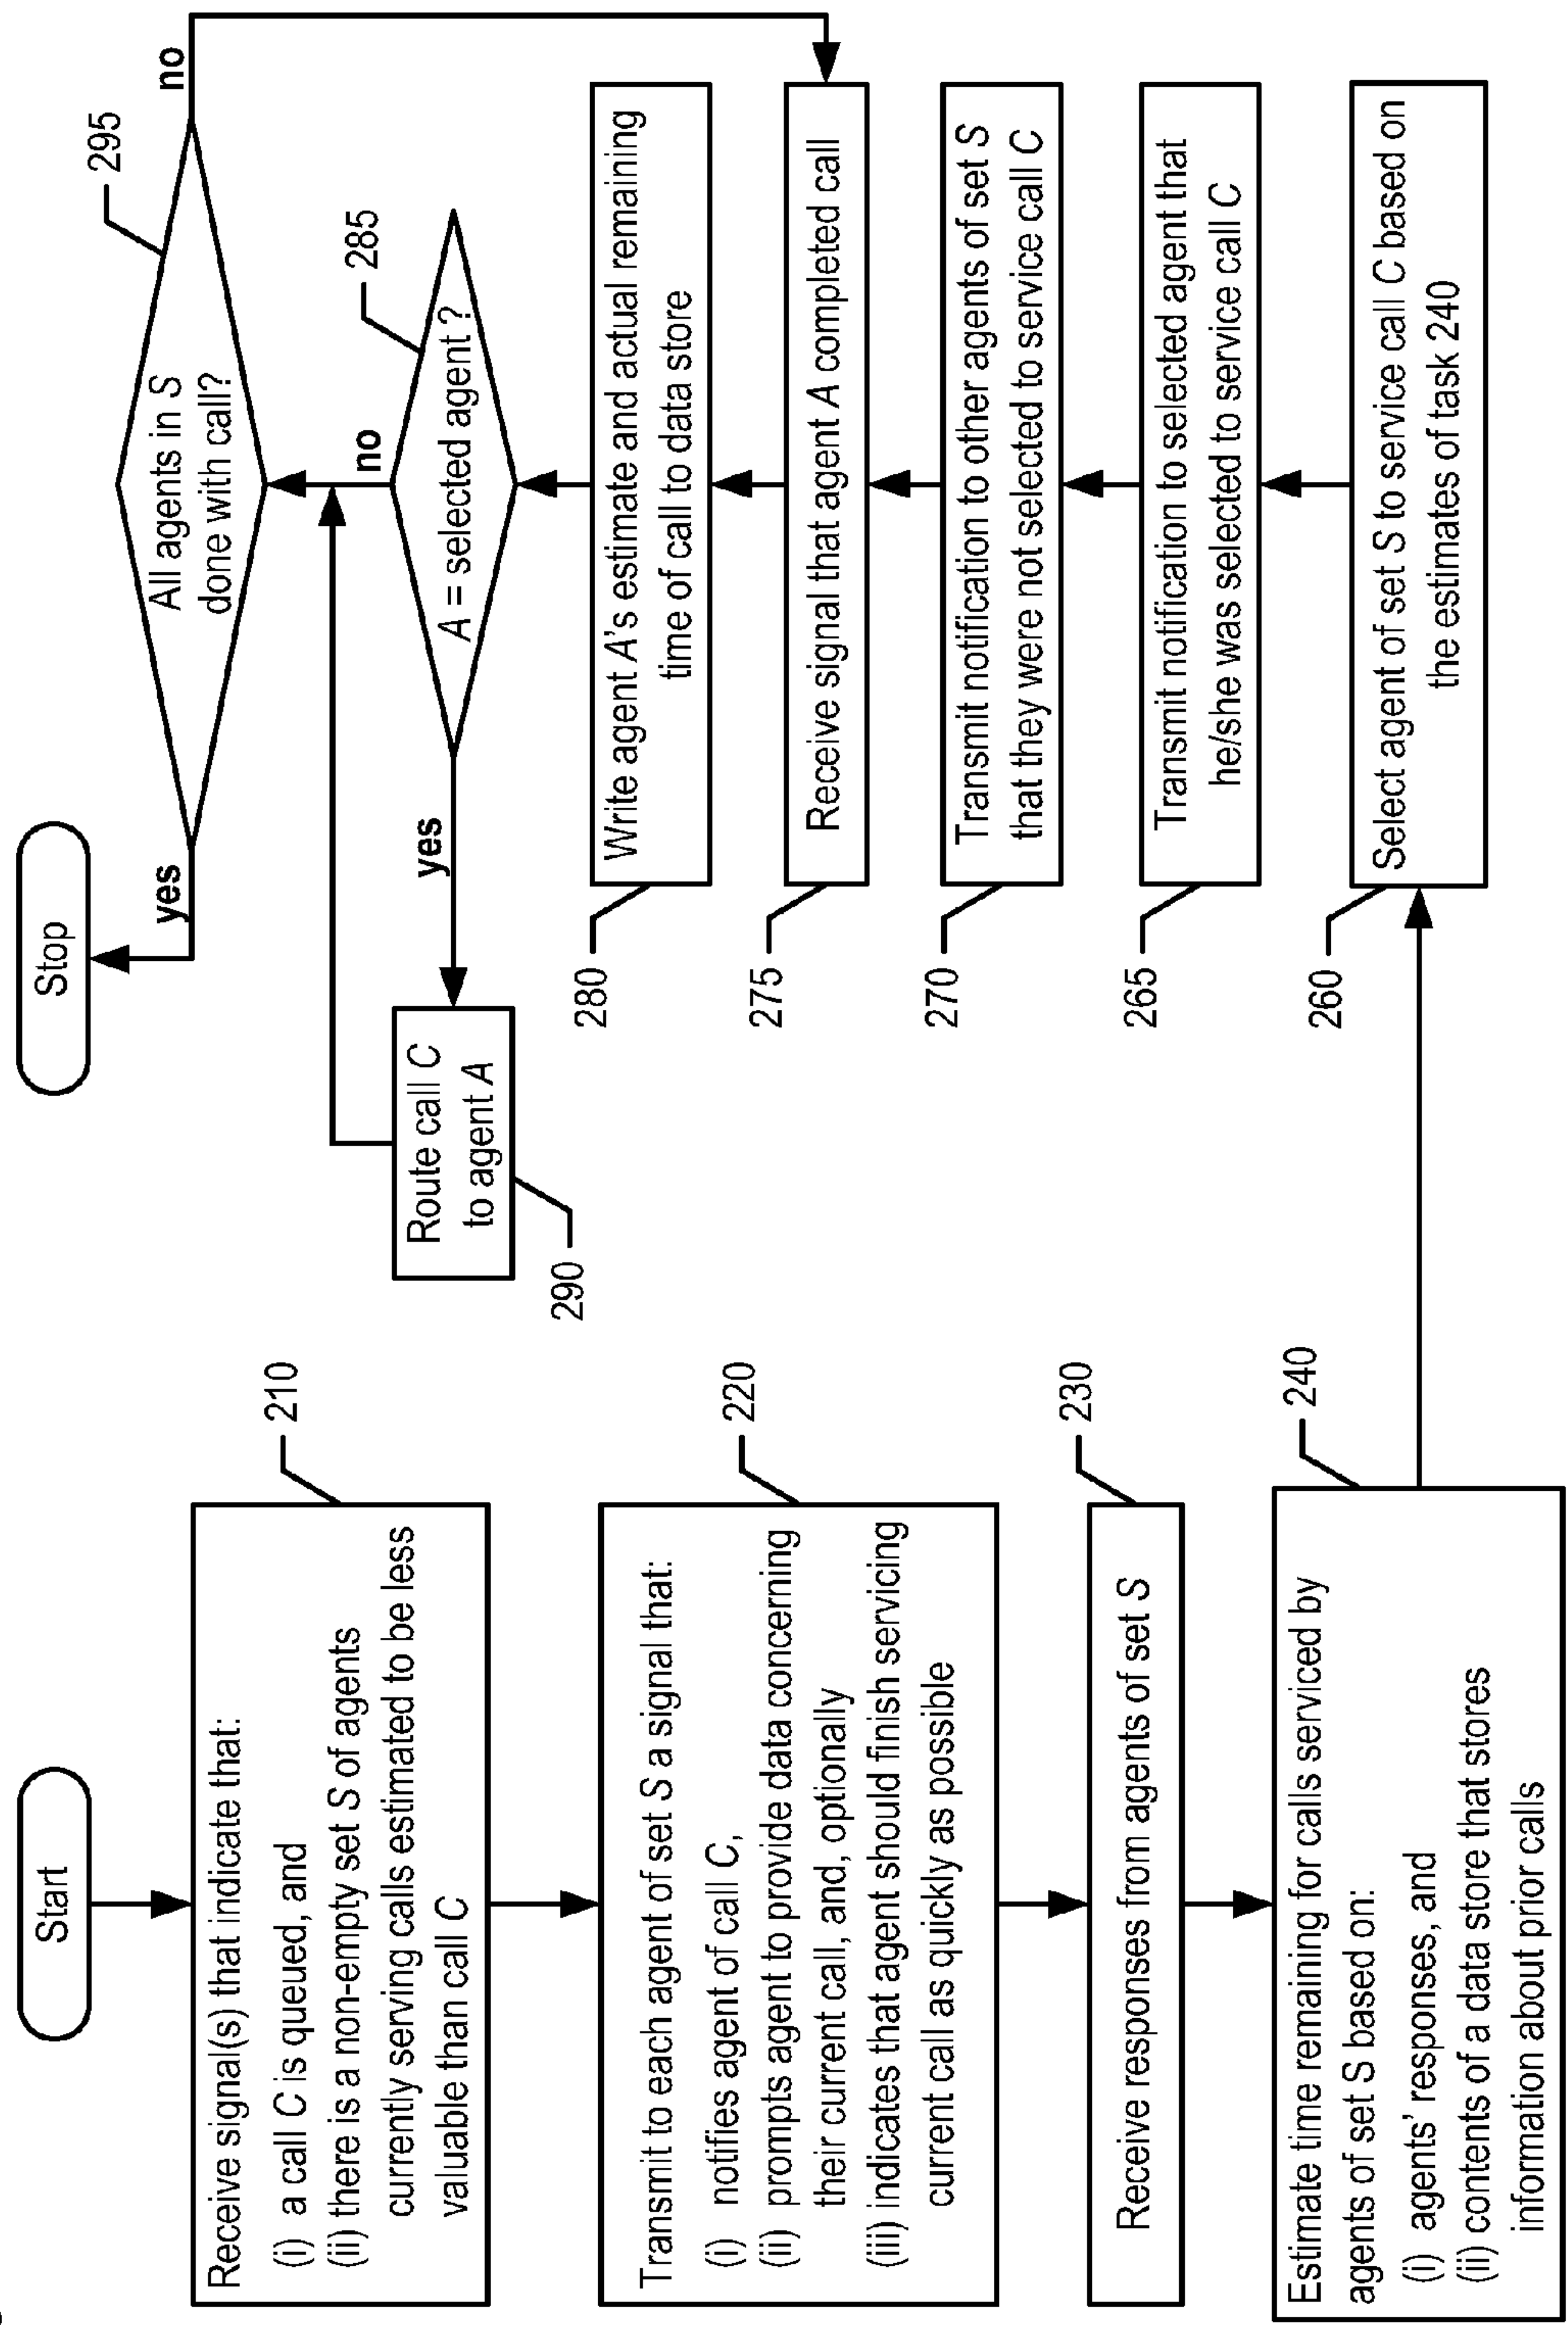 Start
Receive signal(s) that indicate that:
(i) a call C is queued, and
(ii) there is a non-empty set S of agents
currently serving calls estimated to be less
valuable than call C
210
Transmit to each agent of set S a signal that:
(i) notifies agent of call C,
(ii) prompts agent to provide data concerning
their current call, and, optionally
(iii) indicates that agent should finish servicing
current call as quickly as possible
220
Receive responses from agents of set S
230
Estimate time remaining for calls serviced by
agents of set S based on:
(i) agents' responses, and
(ii) contents of a data store that stores
information about prior calls
240
Select agent of set S to service call C based on
the estimates of task 240
260
Transmit notification to selected agent that
he/she was selected to service call C
265
Transmit notification to other agents of set S
that they were not selected to service call C
270
Receive signal that agent A completed call
275
Write agent A's estimate and actual remaining
time of call to data store
280
A = selected agent ?
285
yes
no
Route call C
to agent A
290
All agents in S
done with call?
295
yes
no
Stop